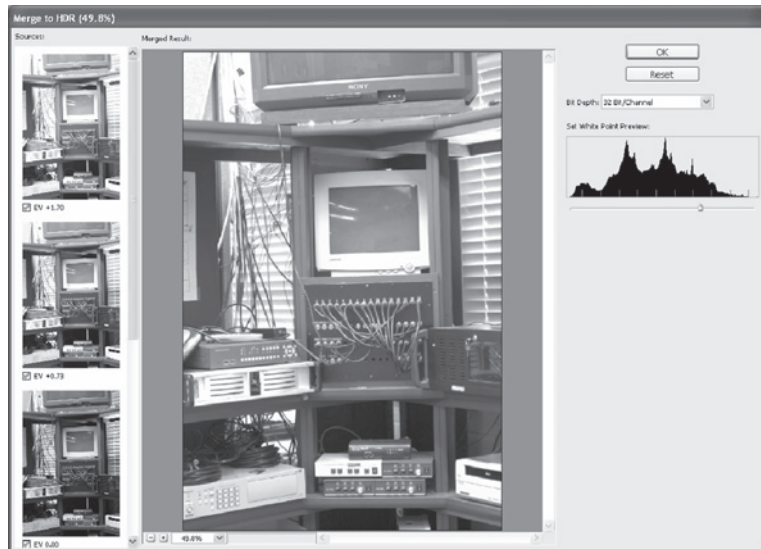 Merge to HDR (49.8%)
Sources:
EV +1.70
EV +0.73
EV 0.00
Merged Result:
SONY
49.8%
OK
Reset
Bit Depth: 32 Bit/Channel
Set White Point Preview: